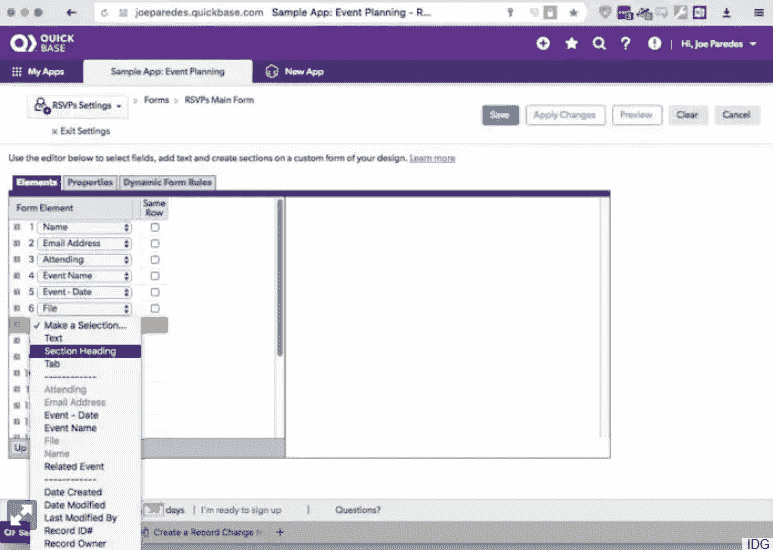 joeparedes.quickbase.com Sample App: Event Planning - R...
QUICK BASE
Hi, Joe Paredes
My Apps
Sample App: Event Planning
New App
RSVPs Settings > Forms > RSVPs Main Form
Save
Apply Changes
Preview
Clear
Cancel
Exit Settings
Use the editor below to select fields, add text and create sections on a custom form of your design. Learn more
Elements
Properties
Dynamic Form Rules
Form Element
Same Row
1 Name
2 Email Address
3 Attending
4 Event Name
5 Event - Date
6 File
✓ Make a Selection...
Text
Section Heading
Tab
------------
Attending
Email Address
Event - Date
Event Name
File
Name
Related Event
------------
Up
Date Created
Date Modified
Last Modified By
Record ID#
Record Owner
days | I'm ready to sign up | Questions?
Create a Record Change
IDG